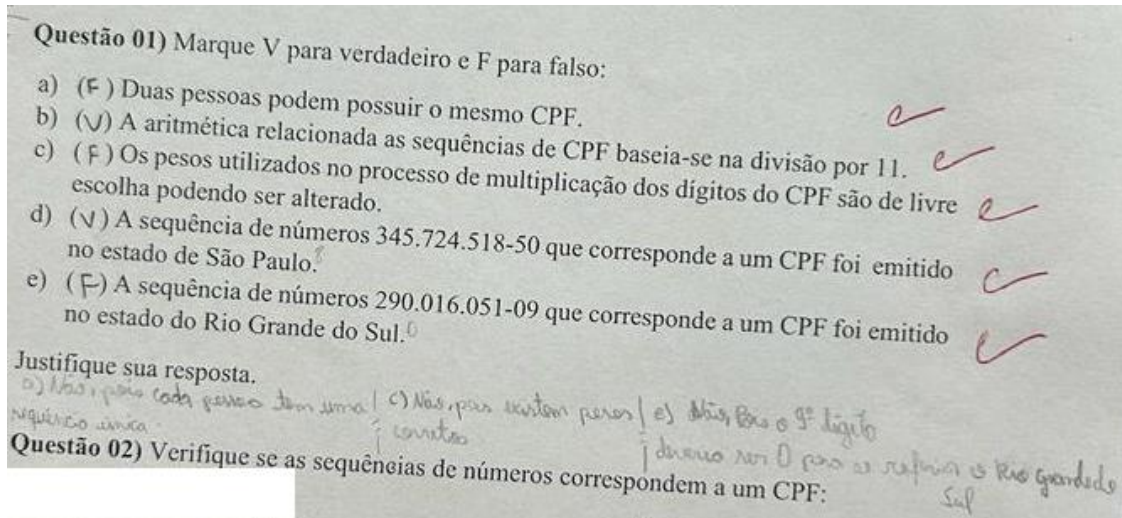 Questão 01) Marque V para verdadeiro e F para falso:
a) (F) Duas pessoas podem possuir o mesmo CPF.
b) (V) A aritmética relacionada as sequências de CPF baseia-se na divisão por 11.
c) (F) Os pesos utilizados no processo de multiplicação dos dígitos do CPF são de livre
escolha podendo ser alterado.
d) (V) A sequência de números 345.724.518-50 que corresponde a um CPF foi emitido
no estado de São Paulo. 8
e) (F) A sequência de números 290.016.051-09 que corresponde a um CPF foi emitido
no estado do Rio Grande do Sul. 0
Justifique sua resposta.
a) Não, pois cada pessoa tem uma
sequência única.
c) Não, pois existem pesos
corretos
e) Não, pois o 9º dígito
deveria ser 0 para se referir o Rio grande do
Sul
Questão 02) Verifique se as sequências de números correspondem a um CPF: